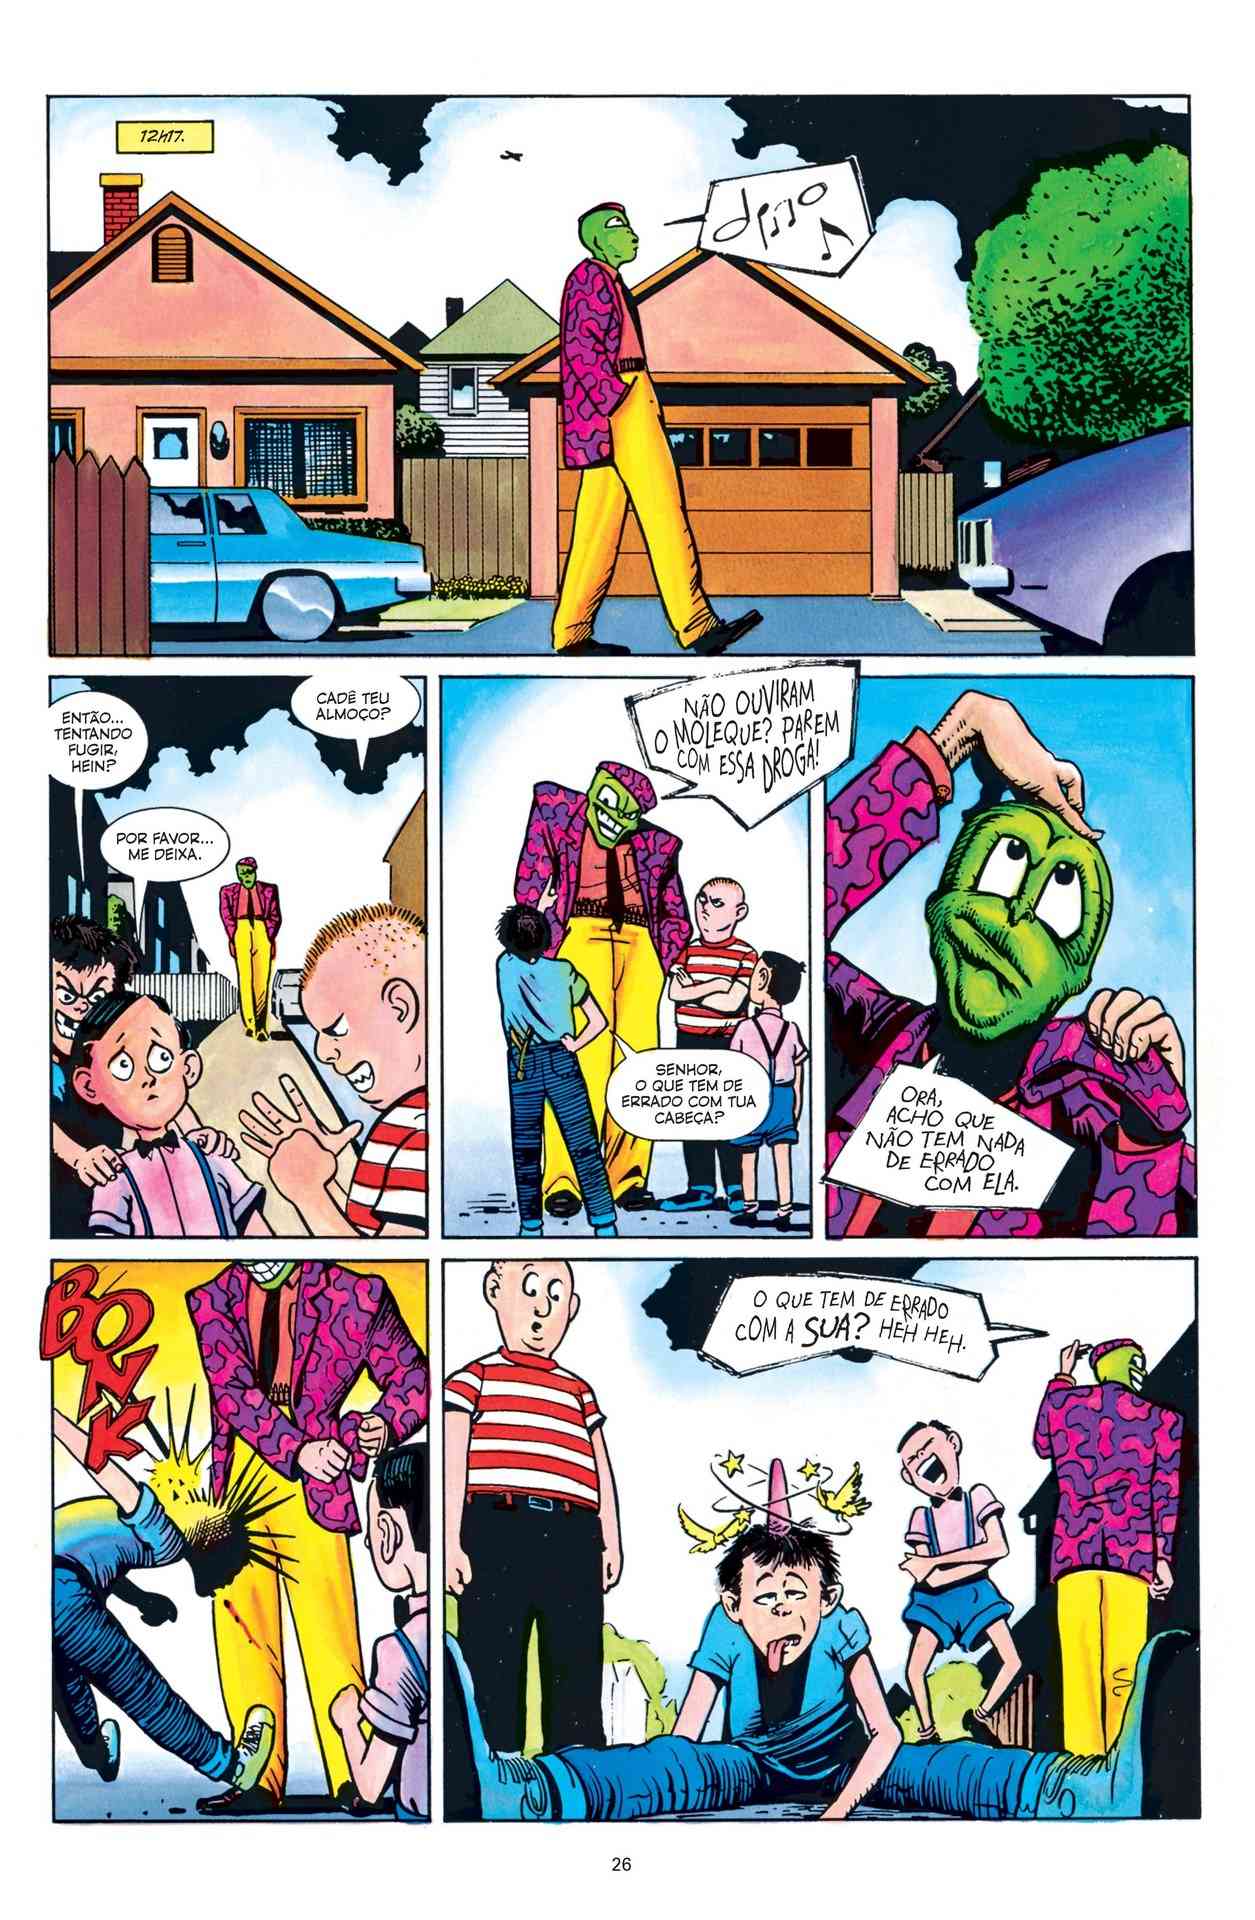 12h17.
ENTÃO...
TENTANDO
FUGIR,
HEIN?
CADÊ TEU
ALMOÇO?
POR FAVOR...
ME DEIXA.
NÃO OUVIRAM
O MOLEQUE? PAREM
COM ESSA DROGA!
SENHOR,
O QUE TEM DE
ERRADO COM TUA
CABEÇA?
ORA,
ACHO QUE
NÃO TEM NADA
DE ERRADO
COM ELA.
BONK
O QUE TEM DE ERRADO
COM A SUA? HEH HEH.
26